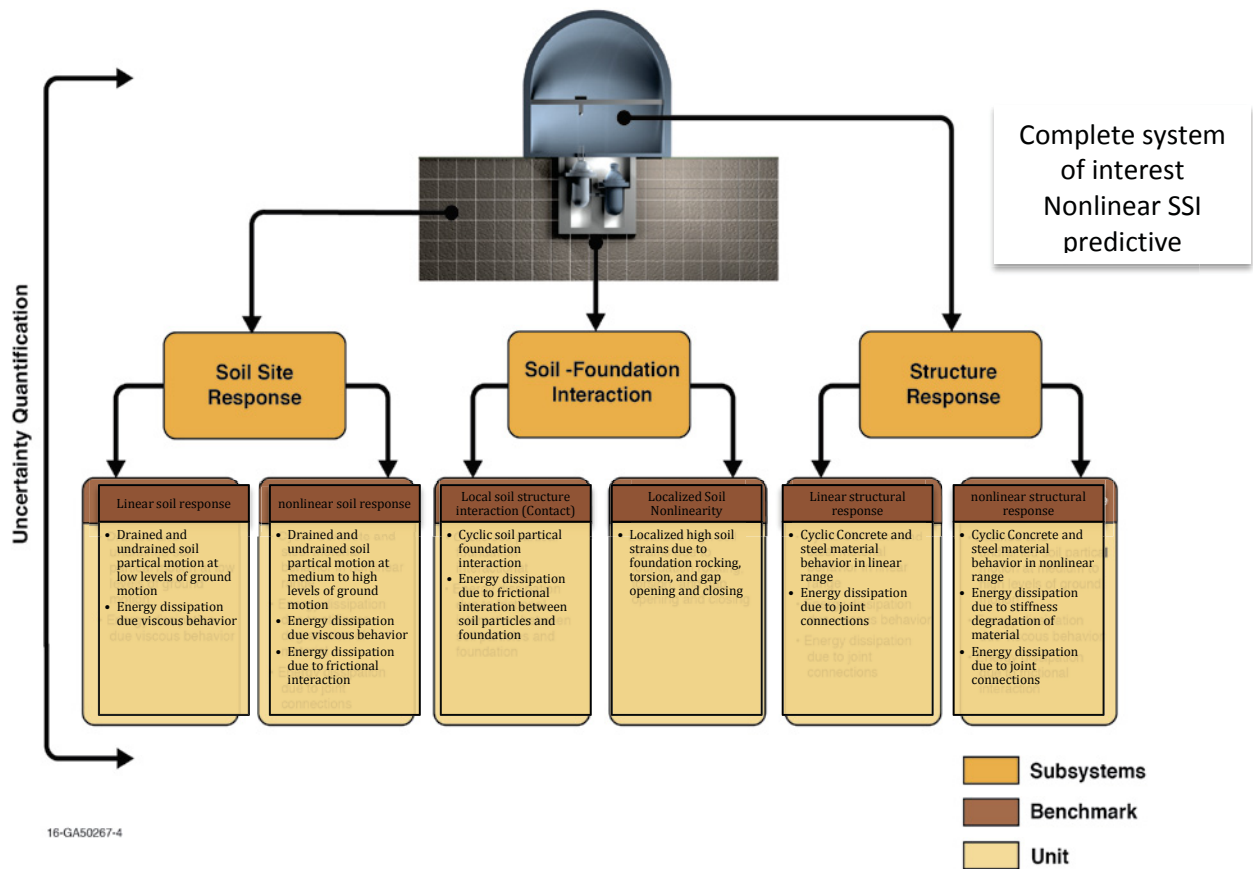 Complete system
of interest
Nonlinear SSI
predictive
Uncertainty Quantification
Soil Site
Response
Soil -Foundation
Interaction
Structure
Response
Linear soil response
• Drained and
undrained soil
partical motion at
low levels of ground
motion
• Energy dissipation
due viscous behavior
nonlinear soil response
• Drained and
undrained soil
partical motion at
medium to high
levels of ground
motion
• Energy dissipation
due viscous behavior
• Energy dissipation
due to frictional
interaction
Local soil structure
interaction (Contact)
• Cyclic soil partical
foundation
interaction
• Energy dissipation
due to frictional
interation between
soil particles and
foundation
Localized Soil
Nonlinearity
• Localized high soil
strains due to
foundation rocking,
torsion, and gap
opening and closing
Linear structural
response
• Cyclic Concrete and
steel material
behavior in linear
range
• Energy dissipation
due to joint
connections
nonlinear structural
response
• Cyclic Concrete and
steel material
behavior in nonlinear
range
• Energy dissipation
due to stiffness
degradation of
material
• Energy dissipation
due to joint
connections
Subsystems
Benchmark
Unit
16-GA50267-4